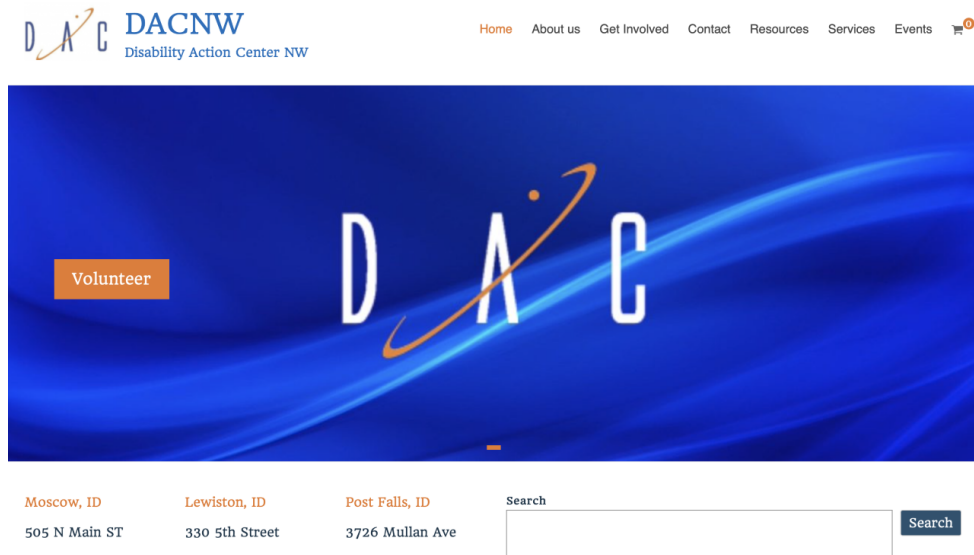 DAC
DACNW
Disability Action Center NW
Home About us Get Involved Contact Resources Services Events 0
DAC
Volunteer
Moscow, ID
505 N Main ST
Lewiston, ID
330 5th Street
Post Falls, ID
3726 Mullan Ave
Search
Search